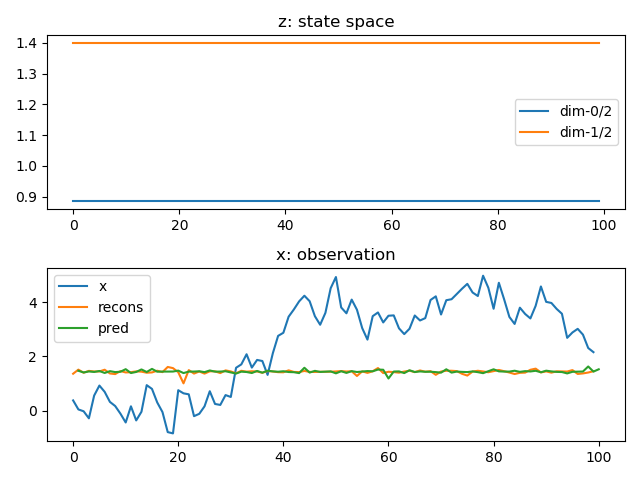 z: state space
1.4
1.3
1.2
1.1
1.0
0.9
dim-0/2
dim-1/2
0 20 40 60 80 100
x: observation
x
recons
pred
4
2
0
0 20 40 60 80 100